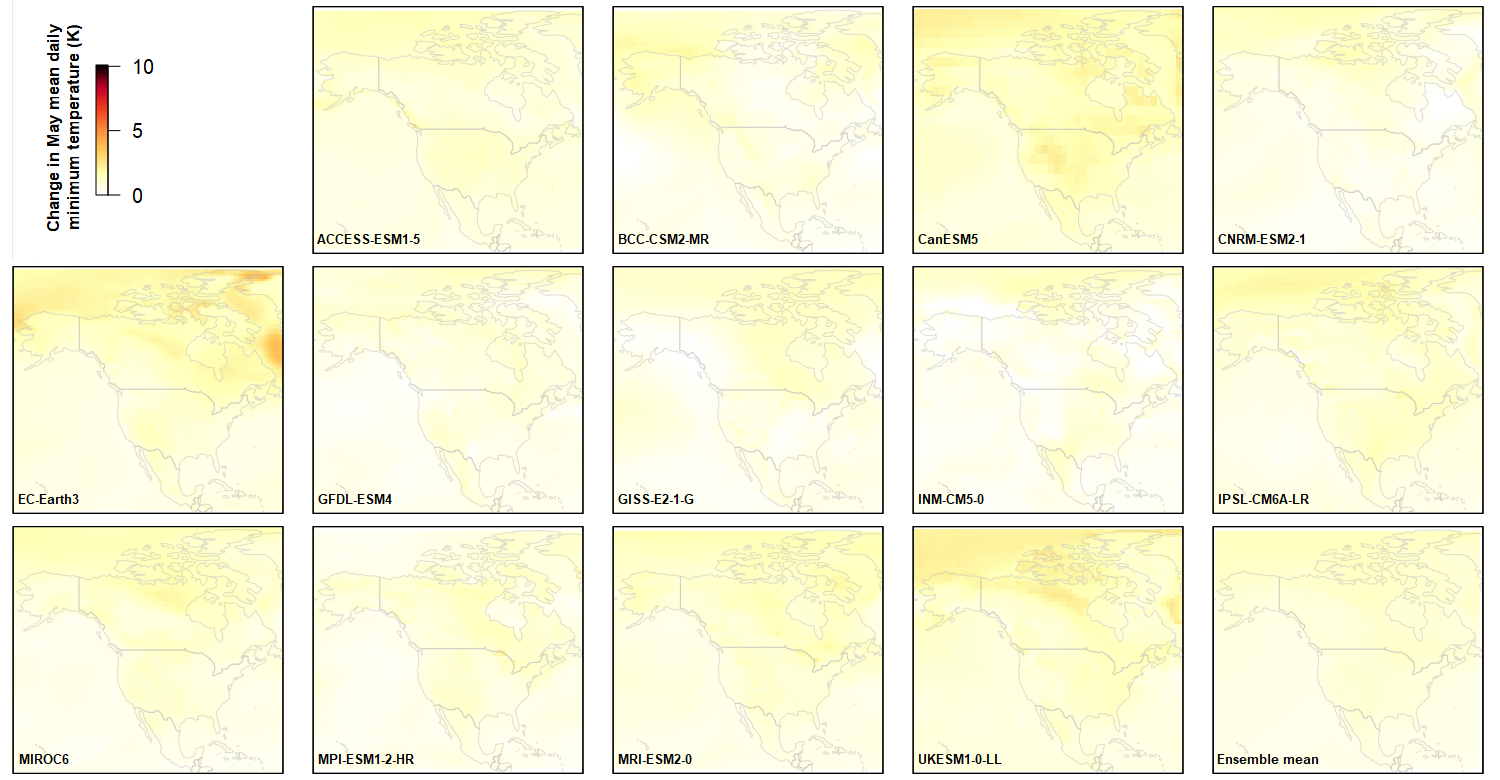 Change in May mean daily
minimum temperature (K)
10
5
0
ACCESS-ESM1-5
BCC-CSM2-MR
CanESM5
CNRM-ESM2-1
EC-Earth3
GFDL-ESM4
GISS-E2-1-G
INM-CM5-0
IPSL-CM6A-LR
MIROC6
MPI-ESM1-2-HR
MRI-ESM2-0
UKESM1-0-LL
Ensemble mean